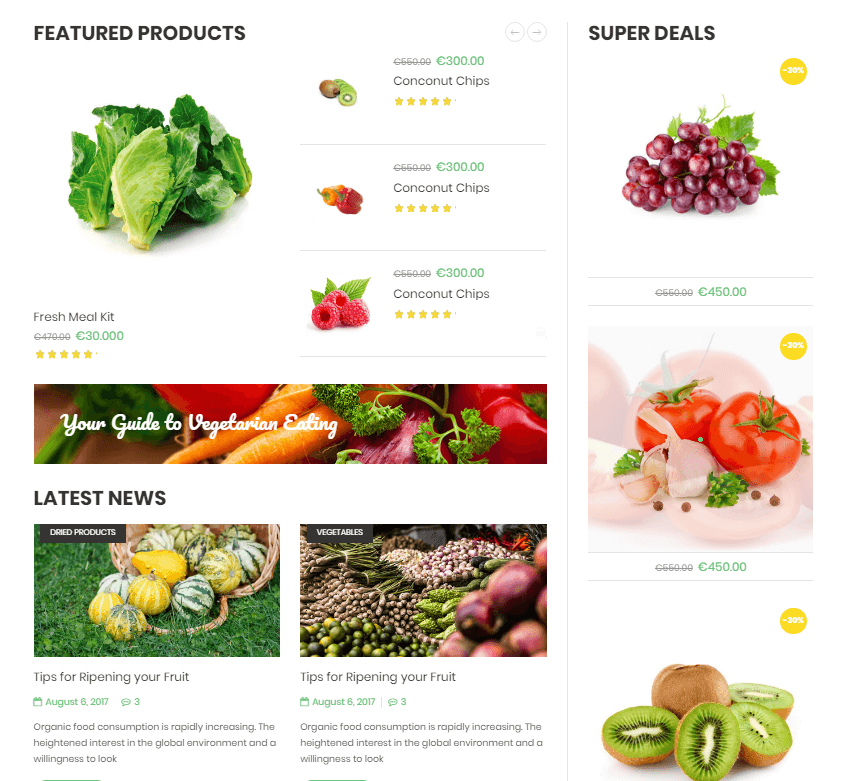 FEATURED PRODUCTS
Fresh Meal Kit
€470.00 €30.000
€550.00 €300.00
Conconut Chips
€550.00 €300.00
Conconut Chips
€550.00 €300.00
Conconut Chips
Your Guide to Vegetarian Eating
LATEST NEWS
DRIED PRODUCTS
Tips for Ripening your Fruit
August 6, 2017 3
Organic food consumption is rapidly increasing. The
heightened interest in the global environment and a
willingness to look
VEGETABLES
Tips for Ripening your Fruit
August 6, 2017 3
Organic food consumption is rapidly increasing. The
heightened interest in the global environment and a
willingness to look
SUPER DEALS
-30%
€550.00 €450.00
-30%
€550.00 €450.00
-30%